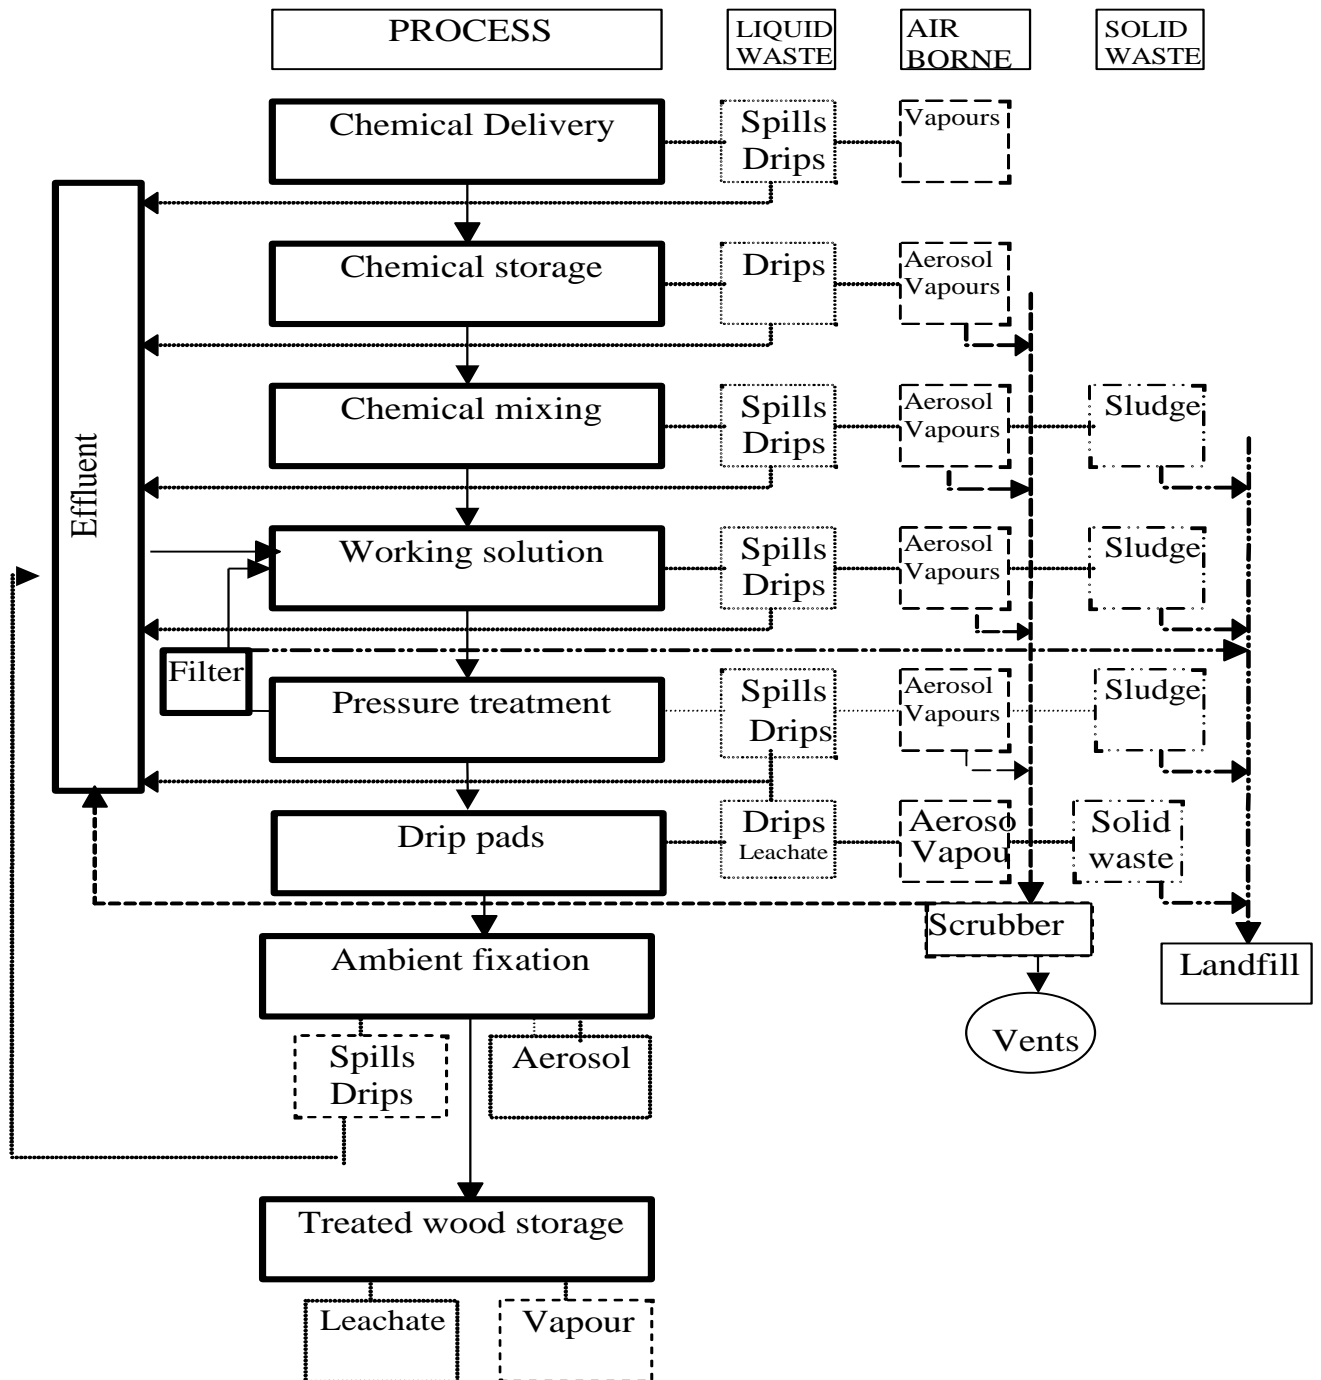 PROCESS
LIQUID
WASTE
AIR
BORNE
SOLID
WASTE
Chemical Delivery
Spills
Drips
Vapours
Chemical storage
Drips
Aerosol
Vapours
Chemical mixing
Spills
Drips
Aerosol
Vapours
Sludge
Effluent
Working solution
Spills
Drips
Aerosol
Vapours
Sludge
Filter
Pressure treatment
Spills
Drips
Aerosol
Vapours
Sludge
Drip pads
Drips
Leachate
Aeroso
Vapou
Solid
waste
Scrubber
Ambient fixation
Landfill
Vents
Spills
Drips
Aerosol
Treated wood storage
Leachate
Vapour